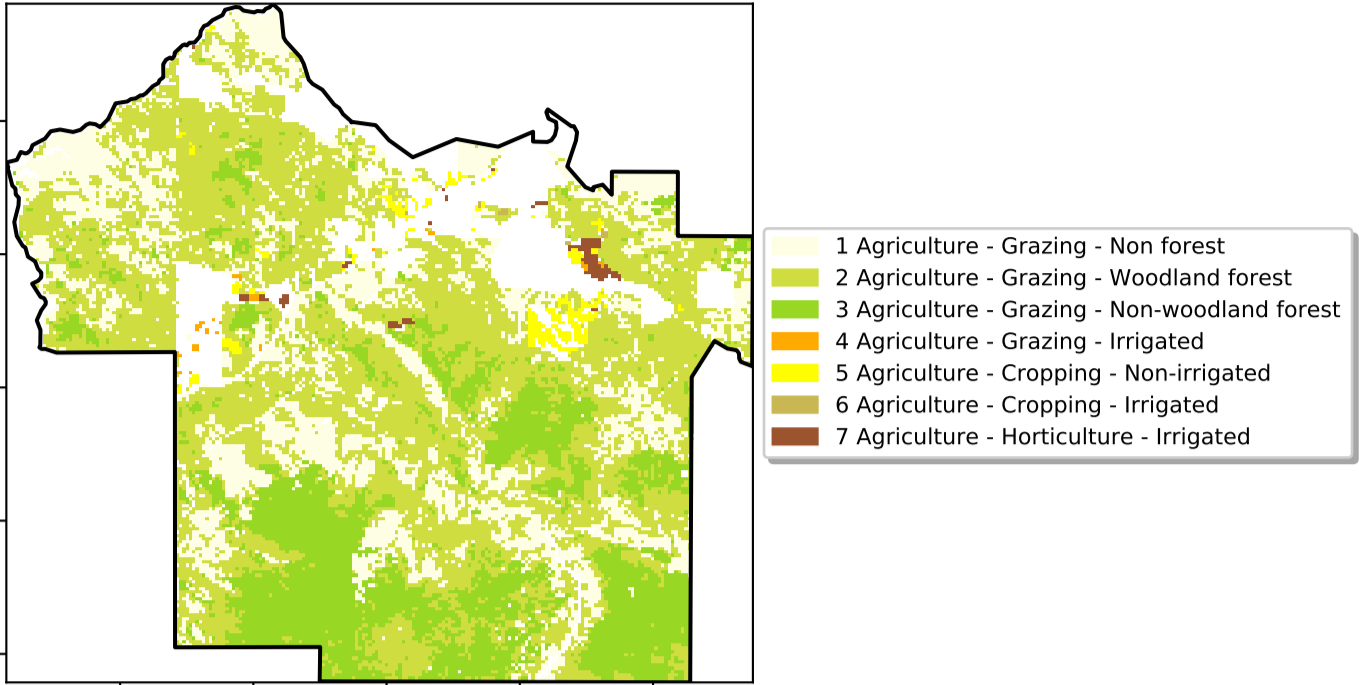 1 Agriculture - Grazing - Non forest
2 Agriculture - Grazing - Woodland forest
3 Agriculture - Grazing - Non-woodland forest
4 Agriculture - Grazing - Irrigated
5 Agriculture - Cropping - Non-irrigated
6 Agriculture - Cropping - Irrigated
7 Agriculture - Horticulture - Irrigated